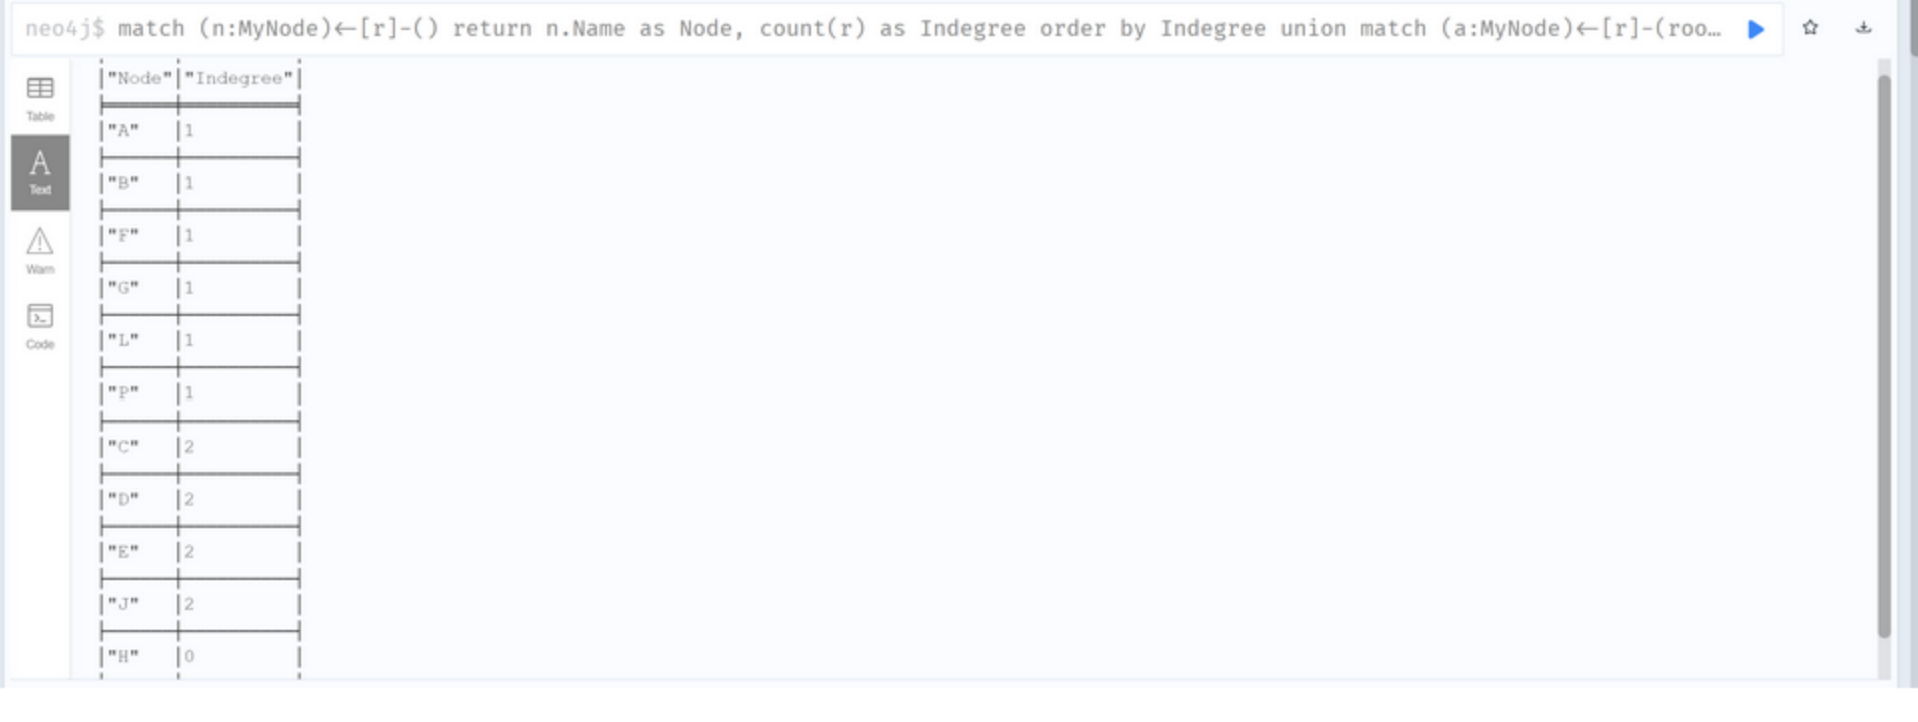 neo4j$ match (n:MyNode)<-[r]-() return n.Name as Node, count(r) as Indegree order by Indegree union match (a:MyNode)<-[r]-(roo…
Table
Text
Warn
Code
"Node" "Indegree"
"A" 1
"B" 1
"F" 1
"G" 1
"L" 1
"P" 1
"C" 2
"D" 2
"E" 2
"J" 2
"H" 0